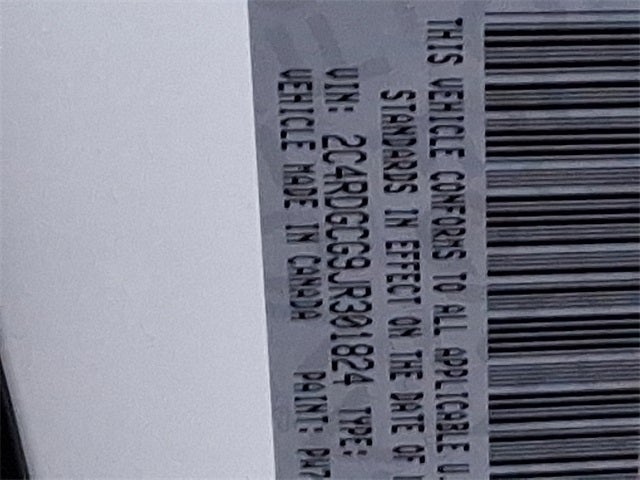 THIS VEHICLE CONFORMS TO ALL APPLICABLE U.
STANDARDS IN EFFECT ON THE DATE OF
VIN: 2C4RDGCG9JR301824 TYPE:
VEHICLE MADE IN CANADA PAINT: PW7